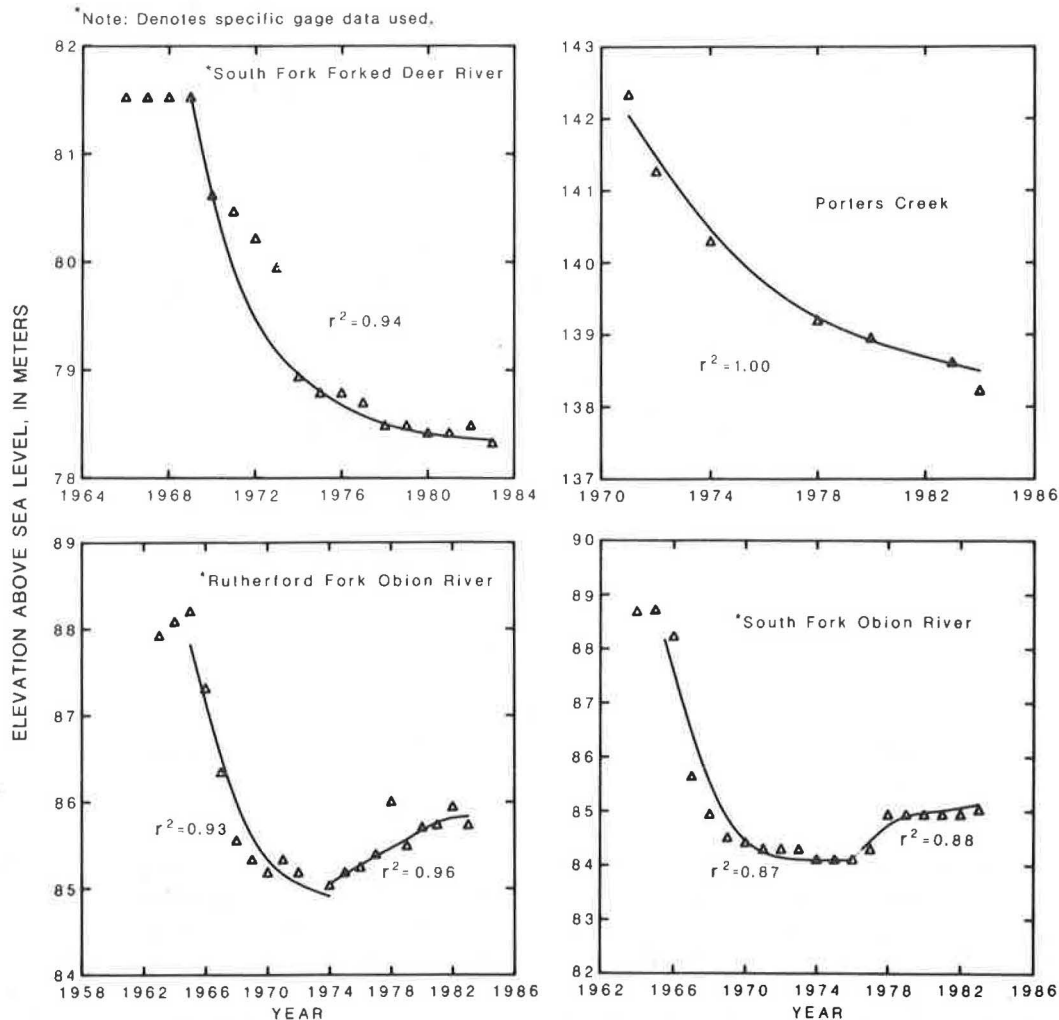 *Note: Denotes specific gage data used.
ELEVATION ABOVE SEA LEVEL, IN METERS
82
81
80
79
78
*South Fork Forked Deer River
r²=0.94
1964 1968 1972 1976 1980 1984
143
142
141
140
139
138
137
Porters Creek
r²=1.00
1970 1974 1978 1982 1986
89
88
87
86
85
84
*Rutherford Fork Obion River
r²=0.93
r²=0.96
1958 1962 1966 1970 1974 1978 1982 1986
YEAR
90
89
88
87
86
85
84
83
82
*South Fork Obion River
r²=0.87
r²=0.88
1962 1966 1970 1974 1978 1982 1986
YEAR